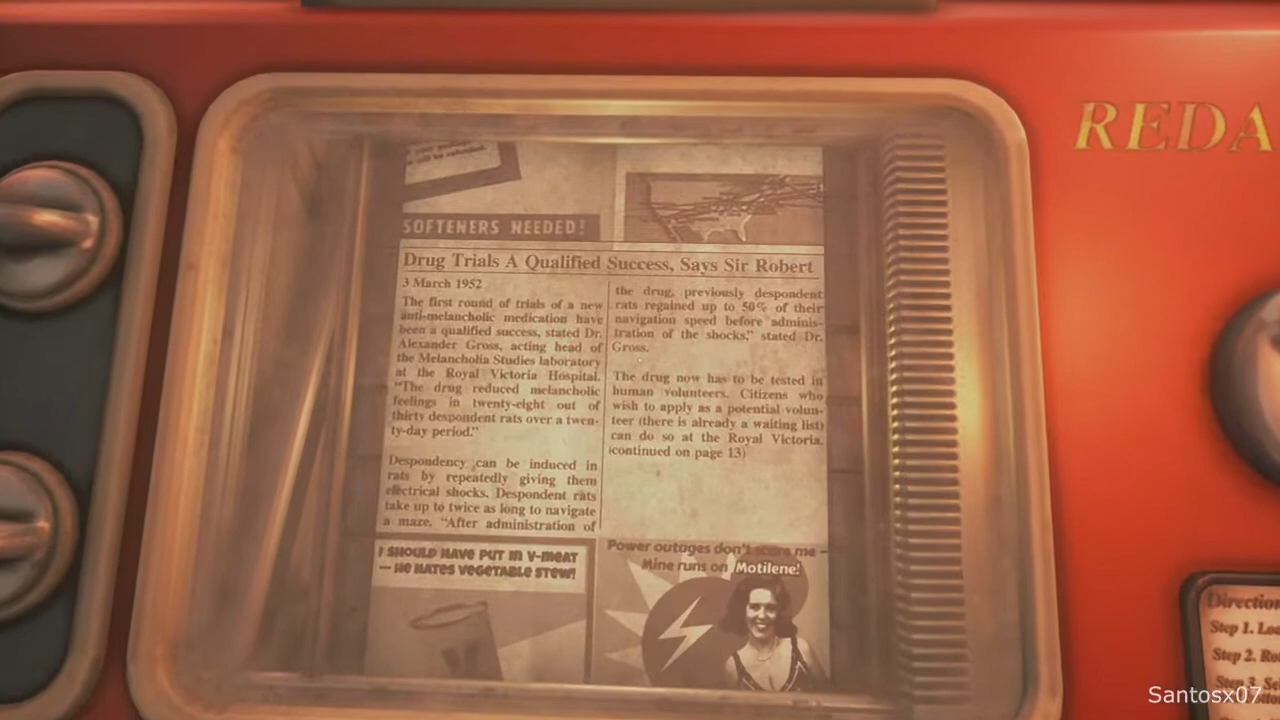 REDA
will be extended.
SOFTENERS NEEDED!
Drug Trials A Qualified Success, Says Sir Robert
3 March 1952
The first round of trials of a new
anti-melancholic medication have
been a qualified success, stated Dr.
Alexander Gross, acting head of
the Melancholia Studies laboratory
at the Royal Victoria Hospital.
"The drug reduced melancholic
feelings in twenty-eight out of
thirty despondent rats over a twen-
ty-day period."
Despondency can be induced in
rats by repeatedly giving them
electrical shocks. Despondent rats
take up to twice as long to navigate
a maze. "After administration of
the drug, previously despondent
rats regained up to 50% of their
navigation speed before adminis-
tration of the shocks," stated Dr.
Gross.
The drug now has to be tested in
human volunteers. Citizens who
wish to apply as a potential volun-
teer (there is already a waiting list)
can do so at the Royal Victoria.
(continued on page 13)
I SHOULD HAVE PUT IN V-MEAT
— HE HATES VEGETABLE STEW!
Power outages don't scare me –
Mine runs on Motilene!
Direction
Step 1. Loa
Step 2. Ro
Step 3. Se
Santosx07